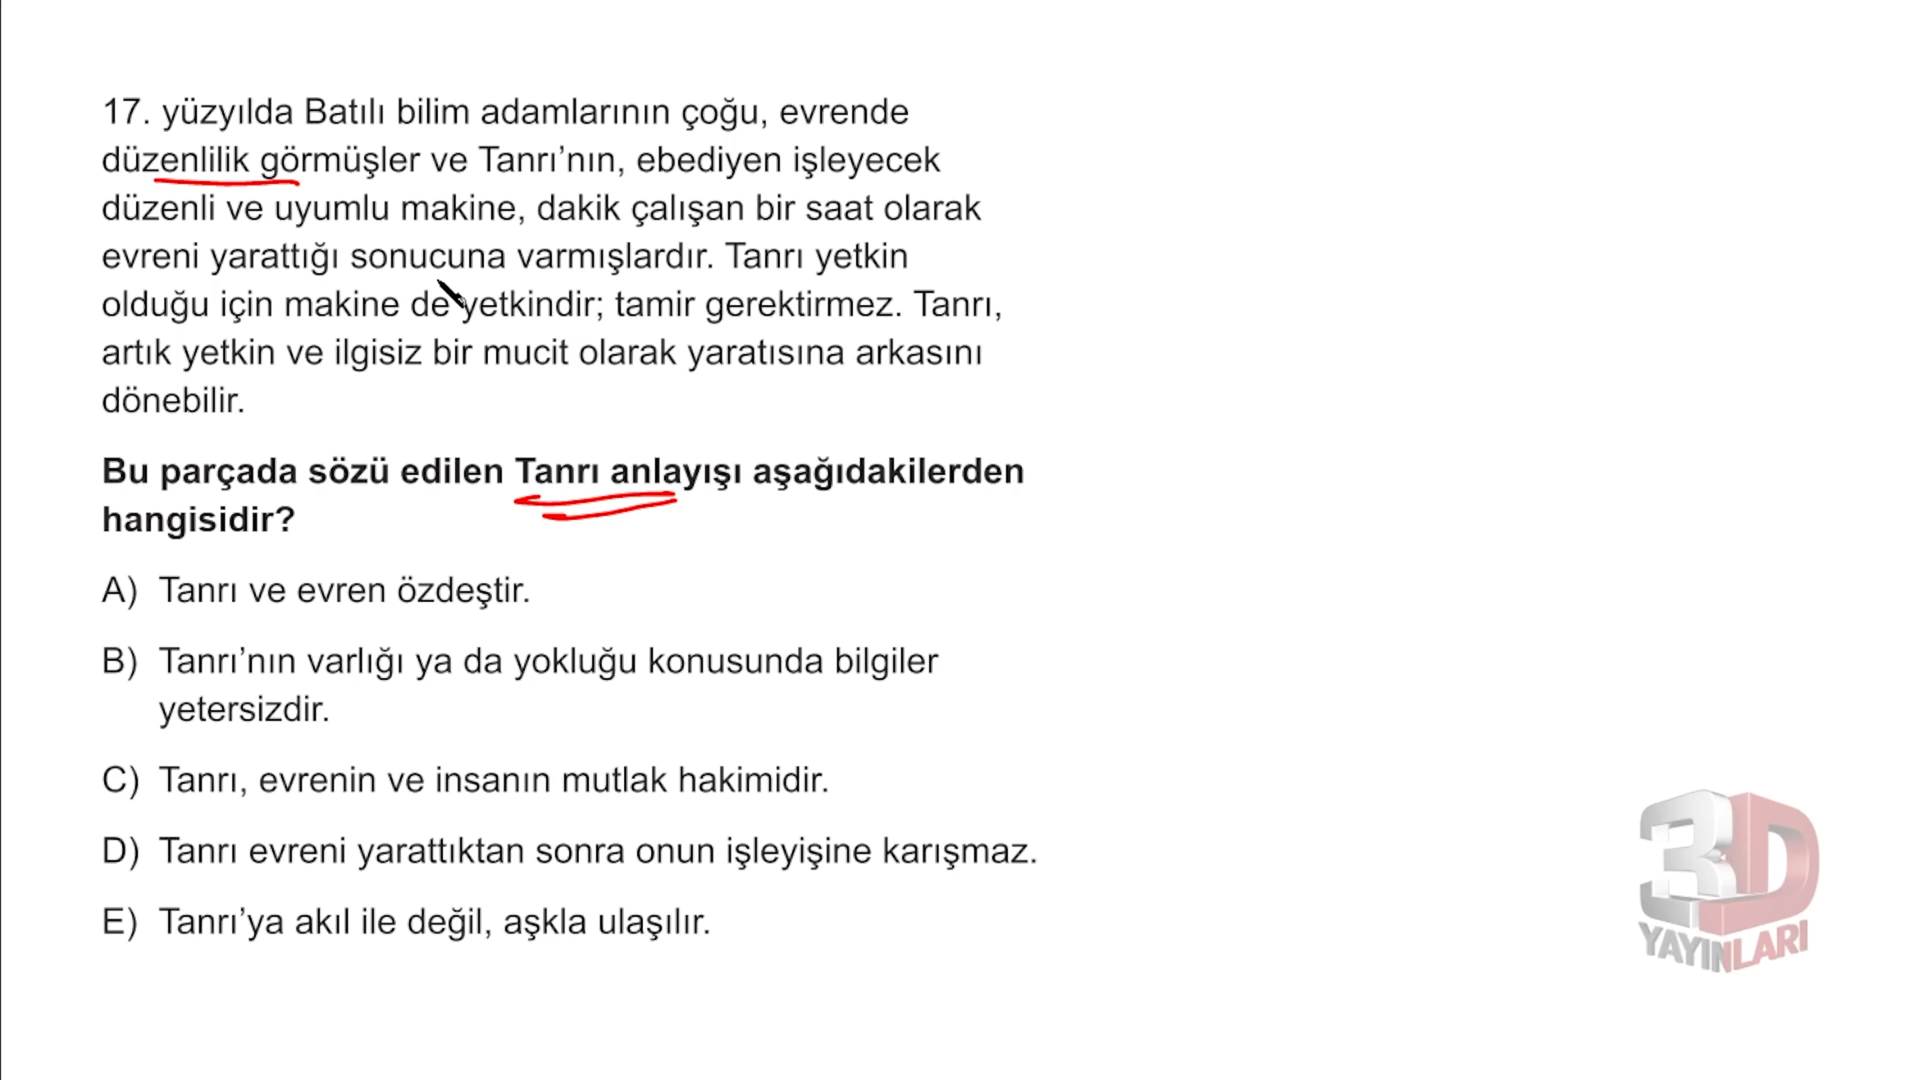 17. yüzyılda Batılı bilim adamlarının çoğu, evrende
düzenlilik görmüşler ve Tanrı’nın, ebediyen işleyecek
düzenli ve uyumlu makine, dakik çalışan bir saat olarak
evreni yarattığı sonucuna varmışlardır. Tanrı yetkin
olduğu için makine de yetkindir; tamir gerektirmez. Tanrı,
artık yetkin ve ilgisiz bir mucit olarak yaratısına arkasını
dönebilir.
Bu parçada sözü edilen Tanrı anlayışı aşağıdakilerden
hangisidir?
A) Tanrı ve evren özdeştir.
B) Tanrı’nın varlığı ya da yokluğu konusunda bilgiler
yetersizdir.
C) Tanrı, evrenin ve insanın mutlak hakimidir.
D) Tanrı evreni yarattıktan sonra onun işleyişine karışmaz.
E) Tanrı’ya akıl ile değil, aşkla ulaşılır.
3D
YAYINLARI